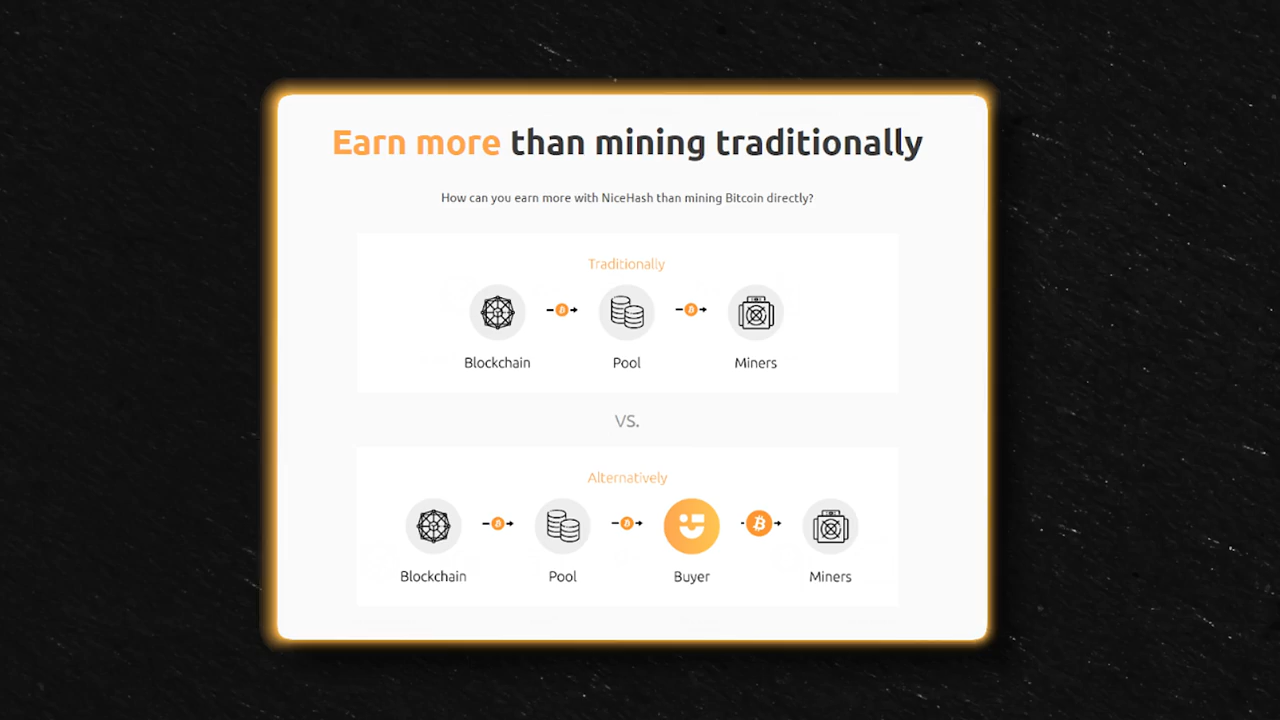 Earn more than mining traditionally
How can you earn more with NiceHash than mining Bitcoin directly?
Traditionally
Blockchain Pool Miners
VS.
Alternatively
Blockchain Pool Buyer Miners